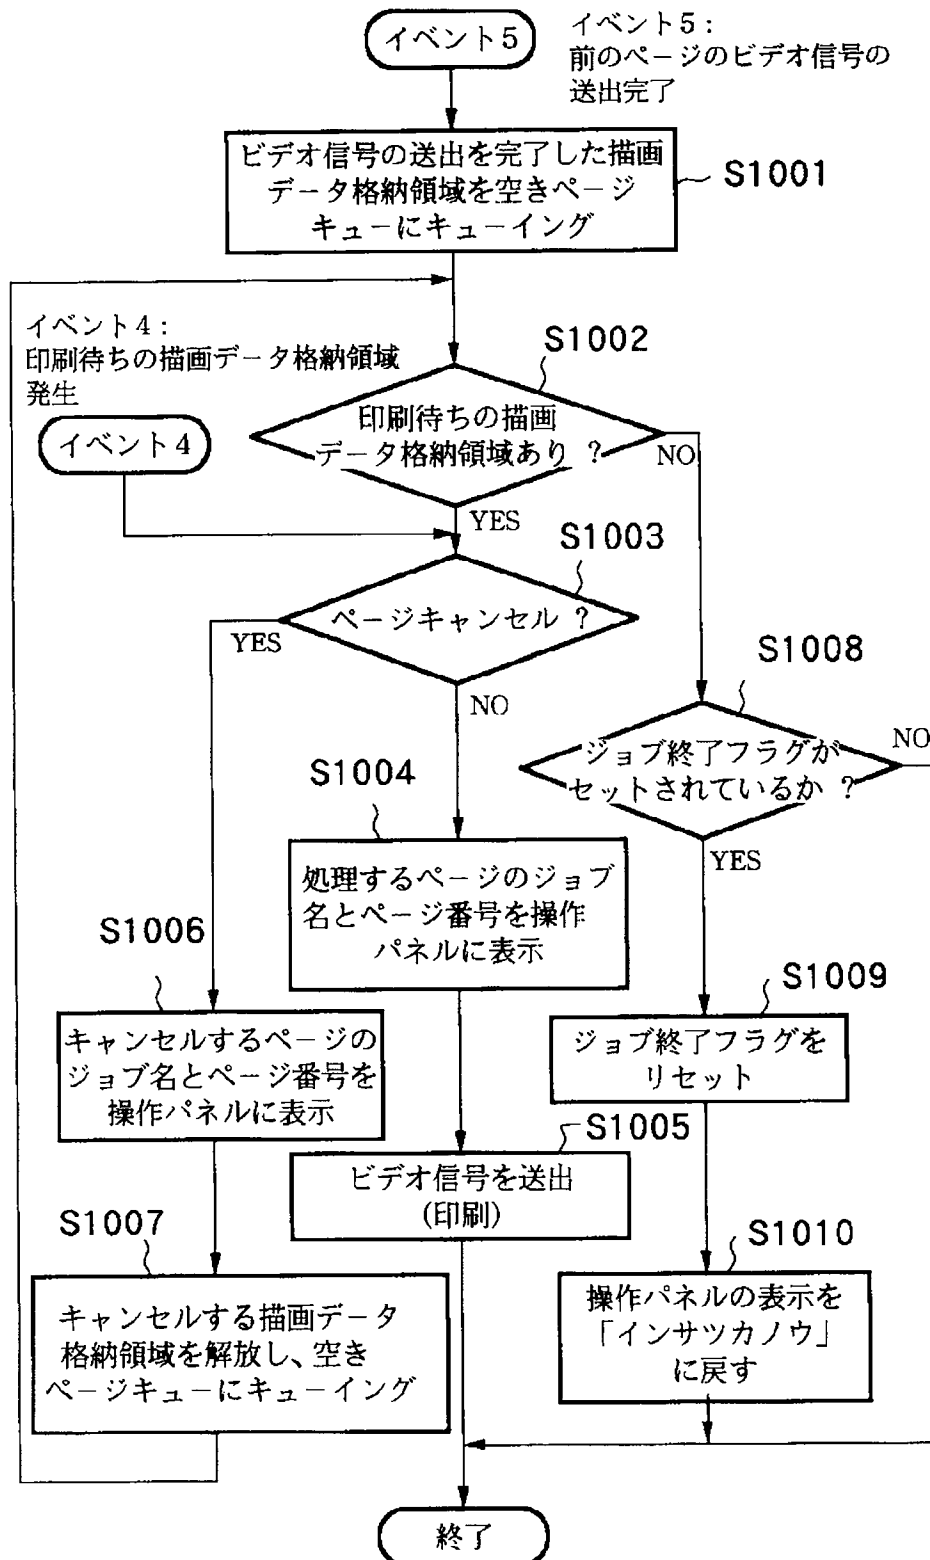 イベント5
イベント5：
前のページのビデオ信号の
送出完了
ビデオ信号の送出を完了した描画
データ格納領域を空きページ
キューにキューイング
S1001
イベント4：
印刷待ちの描画データ格納領域
発生
イベント4
S1002
印刷待ちの描画
データ格納領域あり？
NO
YES
S1003
ページキャンセル？
YES
NO
S1008
ジョブ終了フラグが
セットされているか？
NO
YES
S1004
処理するページのジョブ
名とページ番号を操作
パネルに表示
S1006
キャンセルするページの
ジョブ名とページ番号を
操作パネルに表示
S1009
ジョブ終了フラグを
リセット
S1005
ビデオ信号を送出
(印刷)
S1007
キャンセルする描画データ
格納領域を解放し、空き
ページキューにキューイング
S1010
操作パネルの表示を
「インサツカノウ」
に戻す
終了